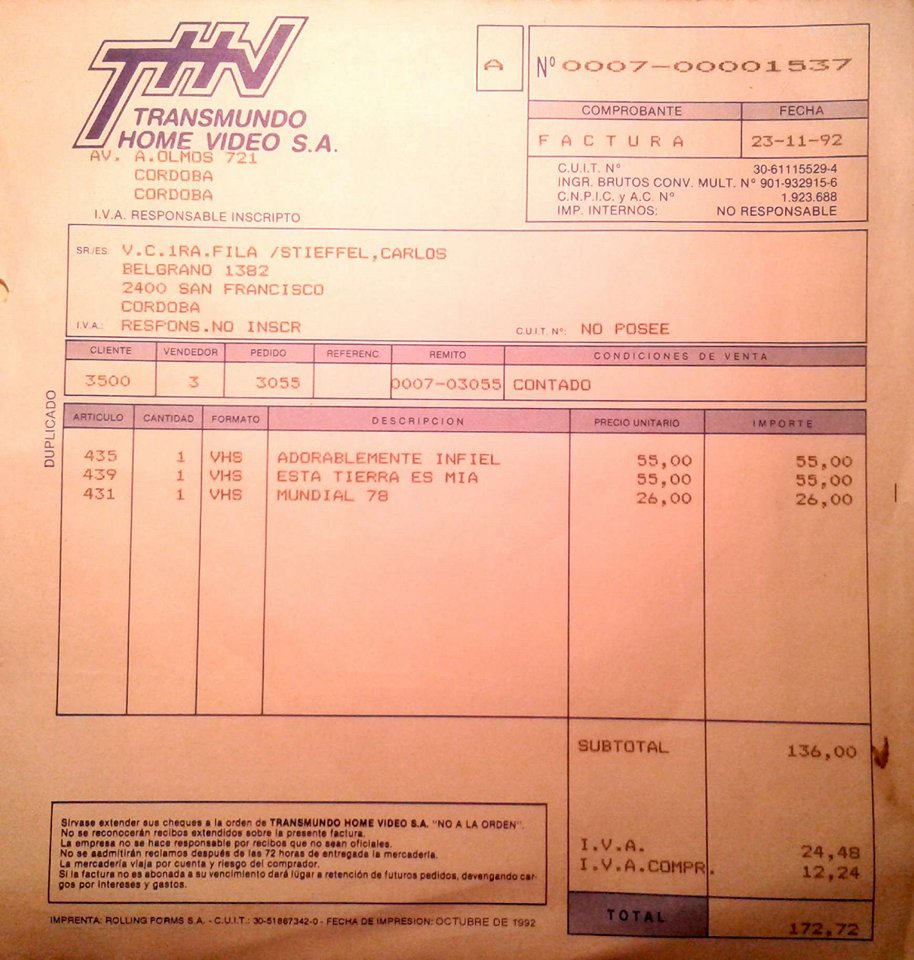 THV
TRANSMUNDO
HOME VIDEO S.A.
AV. A.OLMOS 721
CORDOBA
CORDOBA
I.V.A. RESPONSABLE INSCRIPTO
A
Nº 0007-00001537
COMPROBANTE FECHA
FACTURA 23-11-92
C.U.I.T. Nº 30-61115529-4
INGR. BRUTOS CONV. MULT. Nº 901-932915-6
C.N.P.I.C. y A.C. Nº 1.923.688
IMP. INTERNOS: NO RESPONSABLE
SR./ES: V.C.1RA.FILA /STIEFFEL,CARLOS
BELGRANO 1382
2400 SAN FRANCISCO
CORDOBA
I.V.A.: RESPONS.NO INSCR C.U.I.T. Nº: NO POSEE
CLIENTE VENDEDOR PEDIDO REFERENC. REMITO CONDICIONES DE VENTA
3500 3 3055 0007-03055 CONTADO
DUPLICADO
ARTICULO CANTIDAD FORMATO DESCRIPCION PRECIO UNITARIO IMPORTE
435 1 VHS ADORABLEMENTE INFIEL 55,00 55,00
439 1 VHS ESTA TIERRA ES MIA 55,00 55,00
431 1 VHS MUNDIAL 78 26,00 26,00
SUBTOTAL 136,00
I.V.A. 24,48
I.V.A.COMPR. 12,24
TOTAL 172,72
Sirvase extender sus cheques a la orden de TRANSMUNDO HOME VIDEO S.A. "NO A LA ORDEN".
No se reconocerán recibos extendidos sobre la presente factura.
La empresa no se hace responsable por recibos que no sean oficiales.
No se aadmitirán reclamos después de las 72 horas de entregada la mercadería.
La mercadería viaja por cuenta y riesgo del comprador.
Si la factura no es abonada a su vencimiento dará lugar a retención de futuros pedidos, devengando car-
gos por intereses y gastos.
IMPRENTA: ROLLING FORMS S.A. - C.U.I.T.: 30-51867342-0 - FECHA DE IMPRESION: OCTUBRE DE 1992